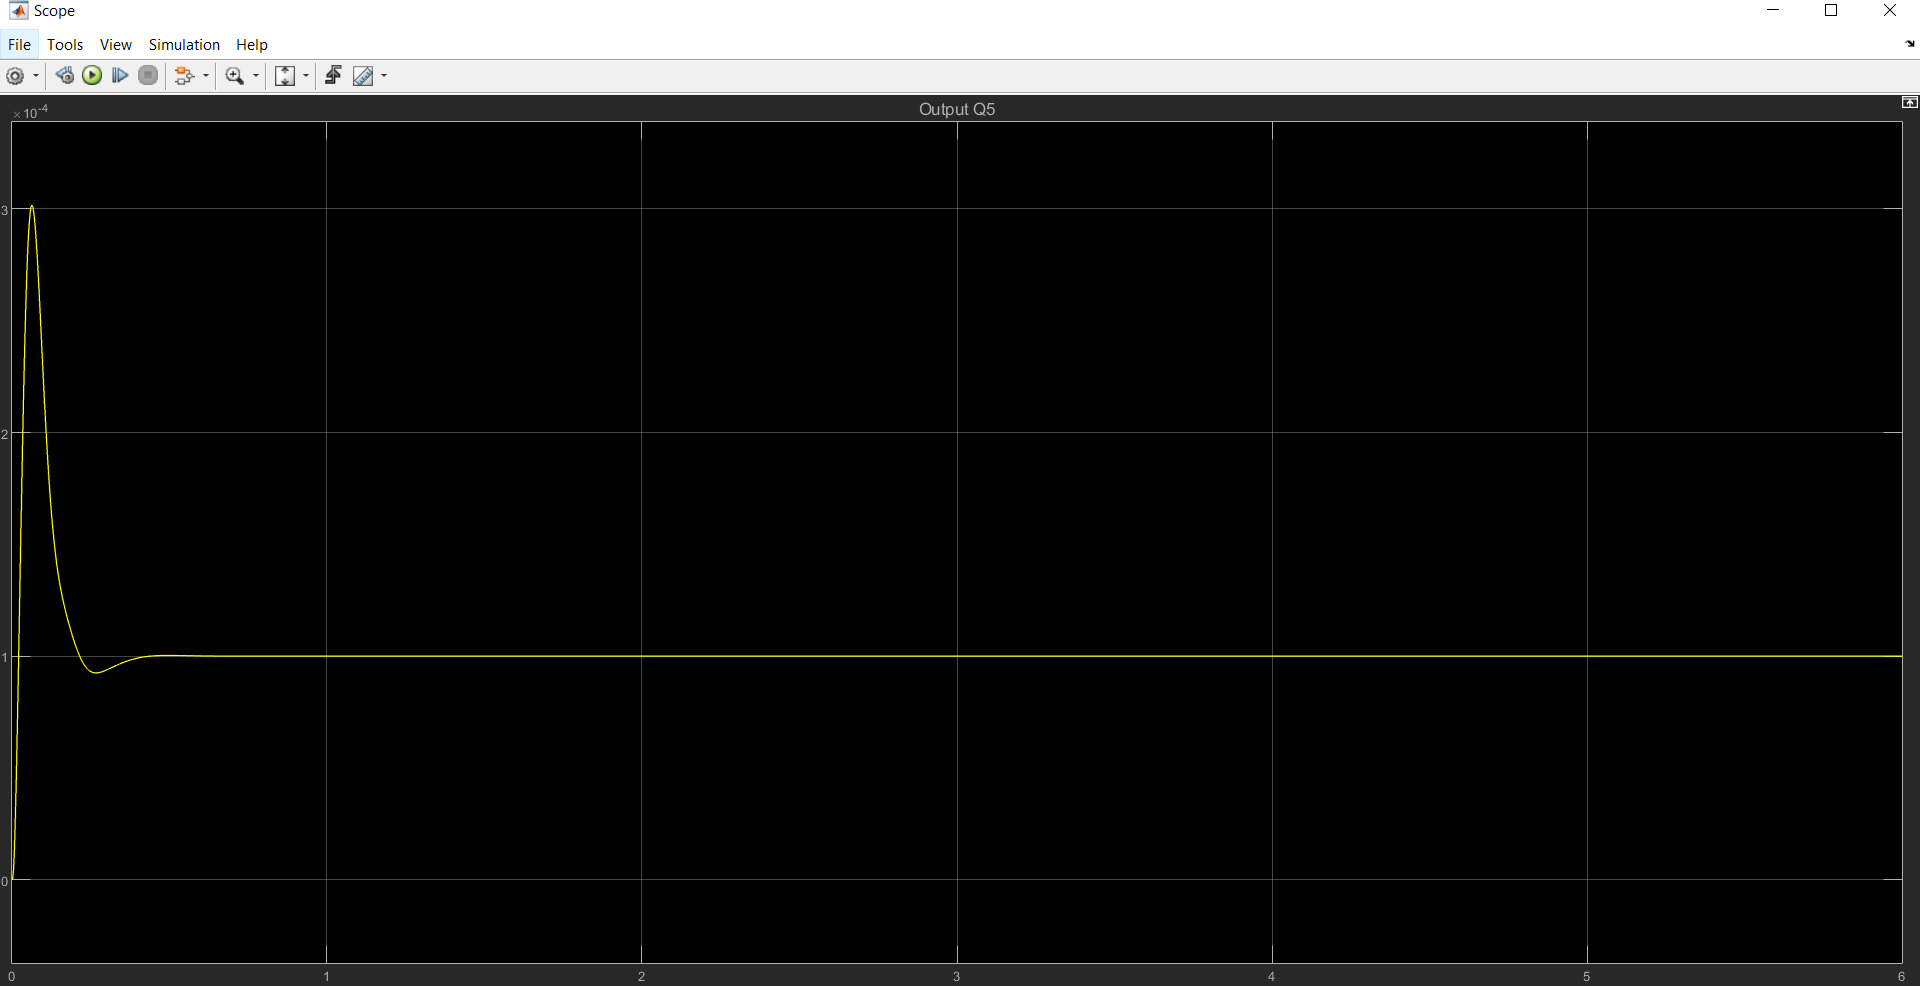 Scope
File Tools View Simulation Help
×10⁻⁴
Output Q5
3
2
1
0
0 1 2 3 4 5 6